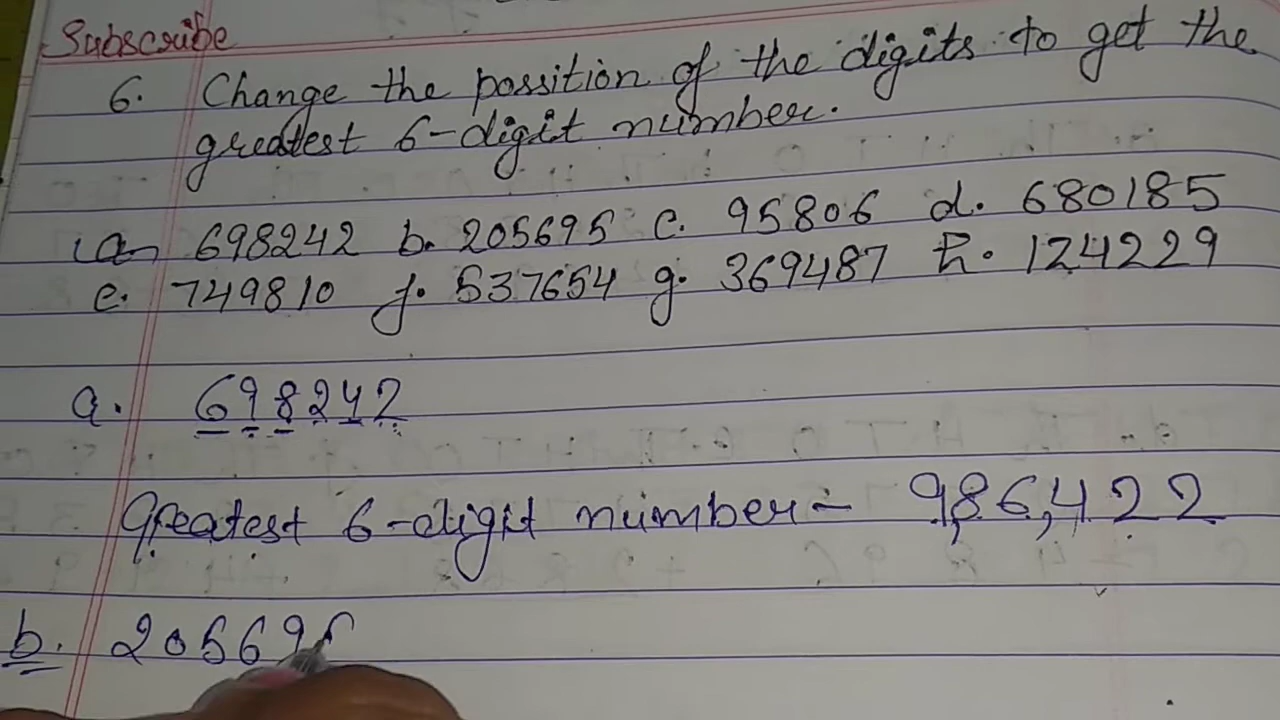 Subscribe
6. Change the possition of the digits to get the
greatest 6-digit number.
a 698242 b. 205695 c. 95806 d. 680185
e. 749810 f. 537654 g. 369487 h. 124229
a. 698242
Greatest 6-digit number - 9,86,422
b. 20569